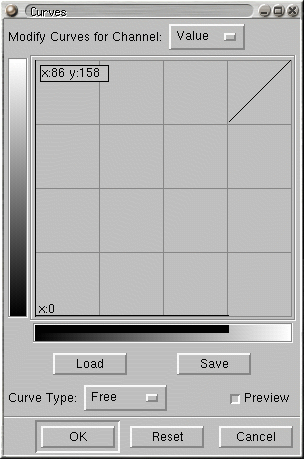 Curves
Modify Curves for Channel: Value
x:86 y:158
x:0
Load Save
Curve Type: Free Preview
OK Reset Cancel